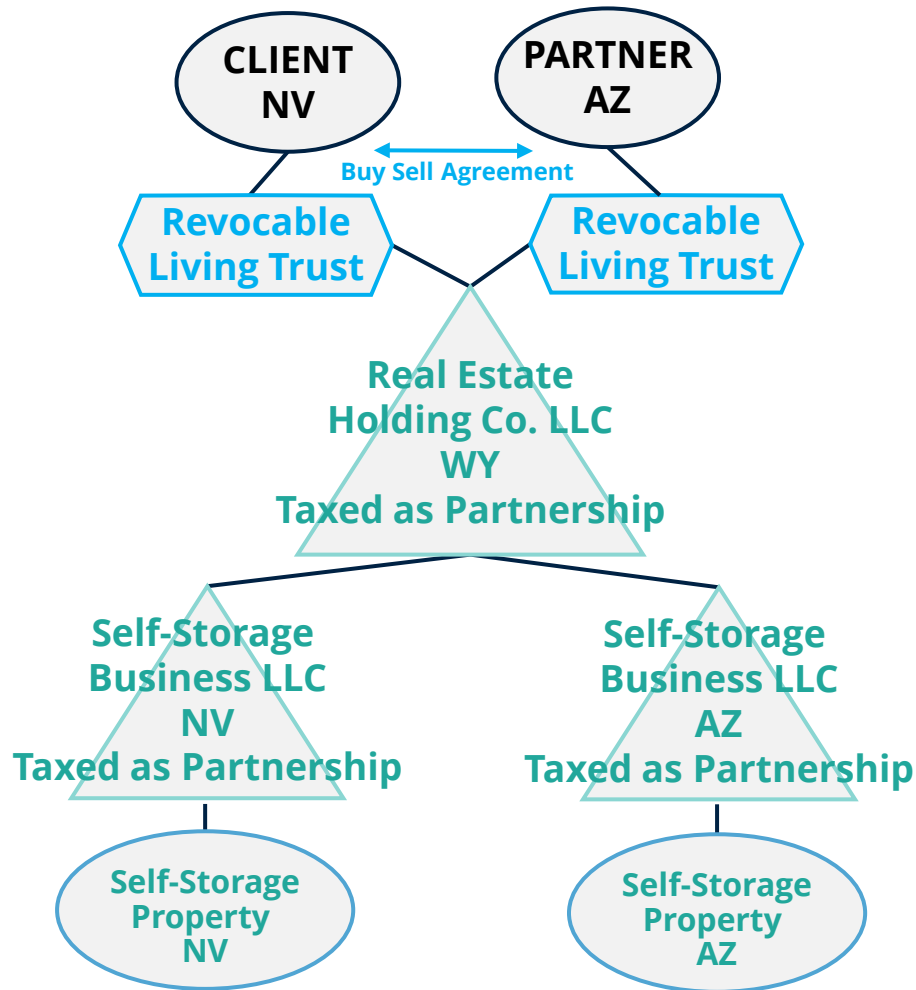 CLIENT
NV
PARTNER
AZ
Buy Sell Agreement
Revocable
Living Trust
Revocable
Living Trust
Real Estate
Holding Co. LLC
WY
Taxed as Partnership
Self-Storage
Business LLC
NV
Taxed as Partnership
Self-Storage
Business LLC
AZ
Taxed as Partnership
Self-Storage
Property
NV
Self-Storage
Property
AZ